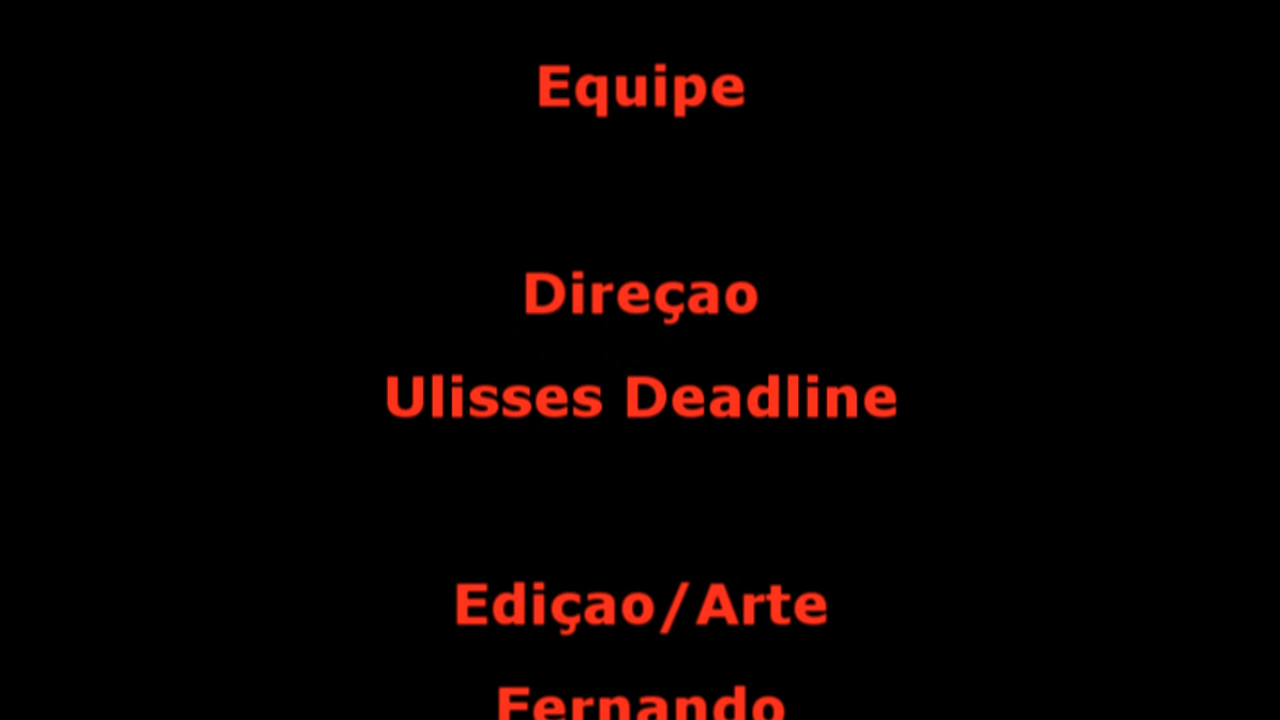 Equipe
Direçao
Ulisses Deadline
Ediçao/Arte
Fernando